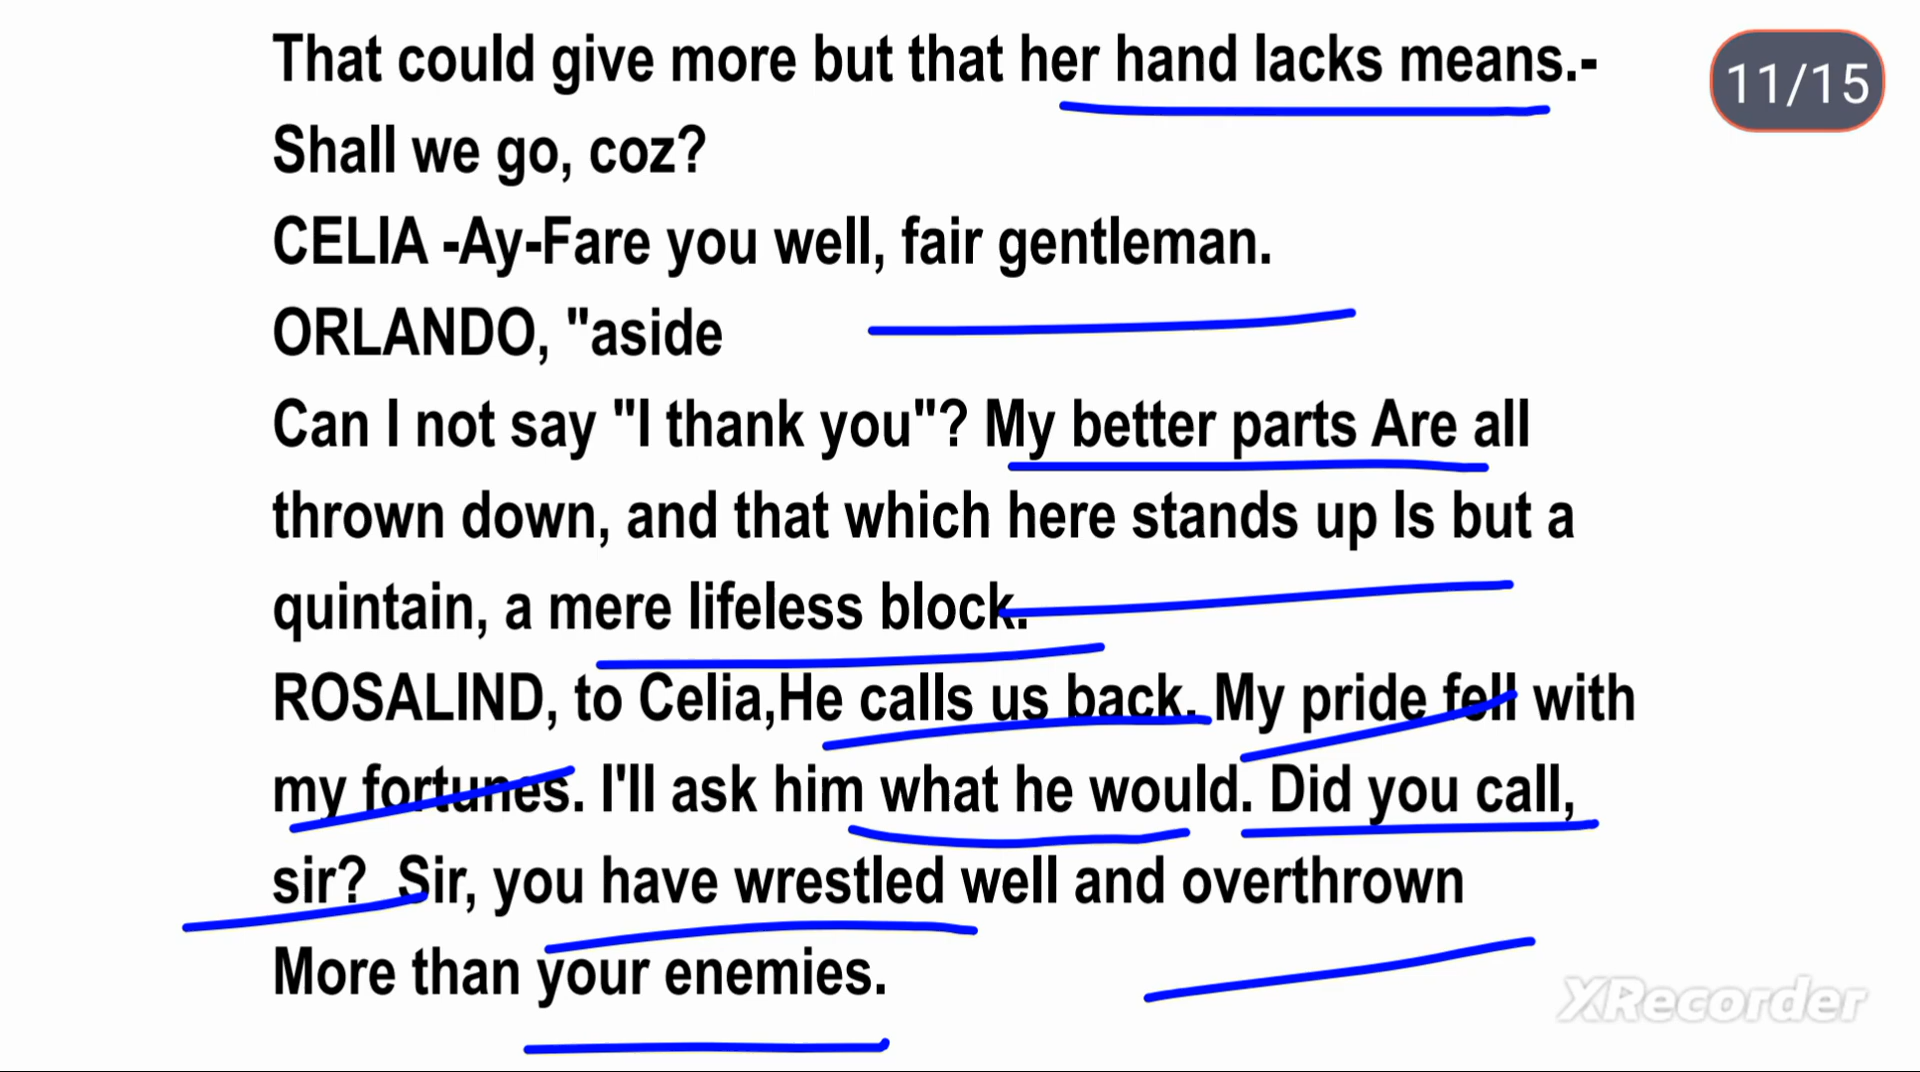 That could give more but that her hand lacks means.-
11/15
Shall we go, coz?
CELIA -Ay-Fare you well, fair gentleman.
ORLANDO, "aside
Can I not say "I thank you"? My better parts Are all
thrown down, and that which here stands up Is but a
quintain, a mere lifeless block.
ROSALIND, to Celia,He calls us back. My pride fell with
my fortunes. I'll ask him what he would. Did you call,
sir?  Sir, you have wrestled well and overthrown
More than your enemies.
XRecorder